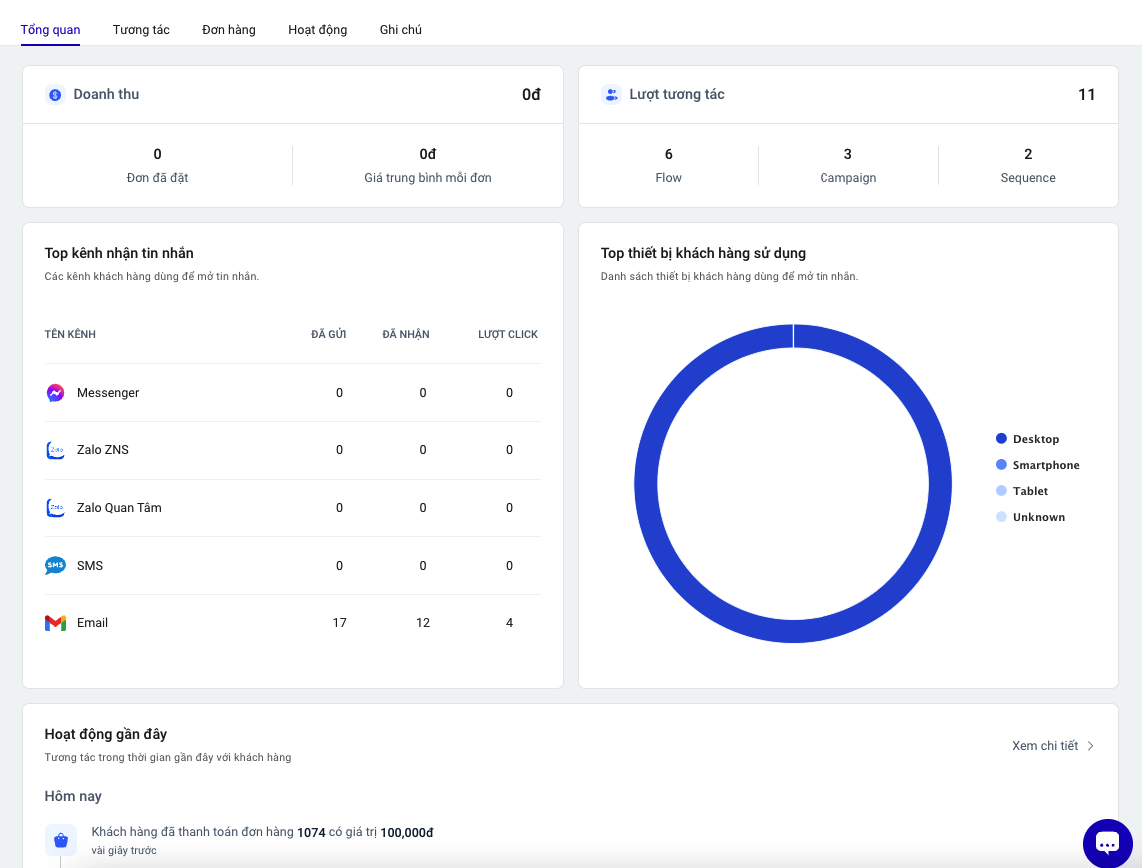 Tổng quan Tương tác Đơn hàng Hoạt động Ghi chú
Doanh thu 0đ
0 0đ
Đơn đã đặt Giá trung bình mỗi đơn
Lượt tương tác 11
6 3 2
Flow Campaign Sequence
Top kênh nhận tin nhắn
Các kênh khách hàng dùng để mở tin nhắn.
TÊN KÊNH ĐÃ GỬI ĐÃ NHẬN LƯỢT CLICK
Messenger 0 0 0
Zalo ZNS 0 0 0
Zalo Quan Tâm 0 0 0
SMS SMS 0 0 0
Email 17 12 4
Top thiết bị khách hàng sử dụng
Danh sách thiết bị khách hàng dùng để mở tin nhắn.
Desktop
Smartphone
Tablet
Unknown
Hoạt động gần đây
Tương tác trong thời gian gần đây với khách hàng
Xem chi tiết
Hôm nay
Khách hàng đã thanh toán đơn hàng 1074 có giá trị 100,000đ
vài giây trước